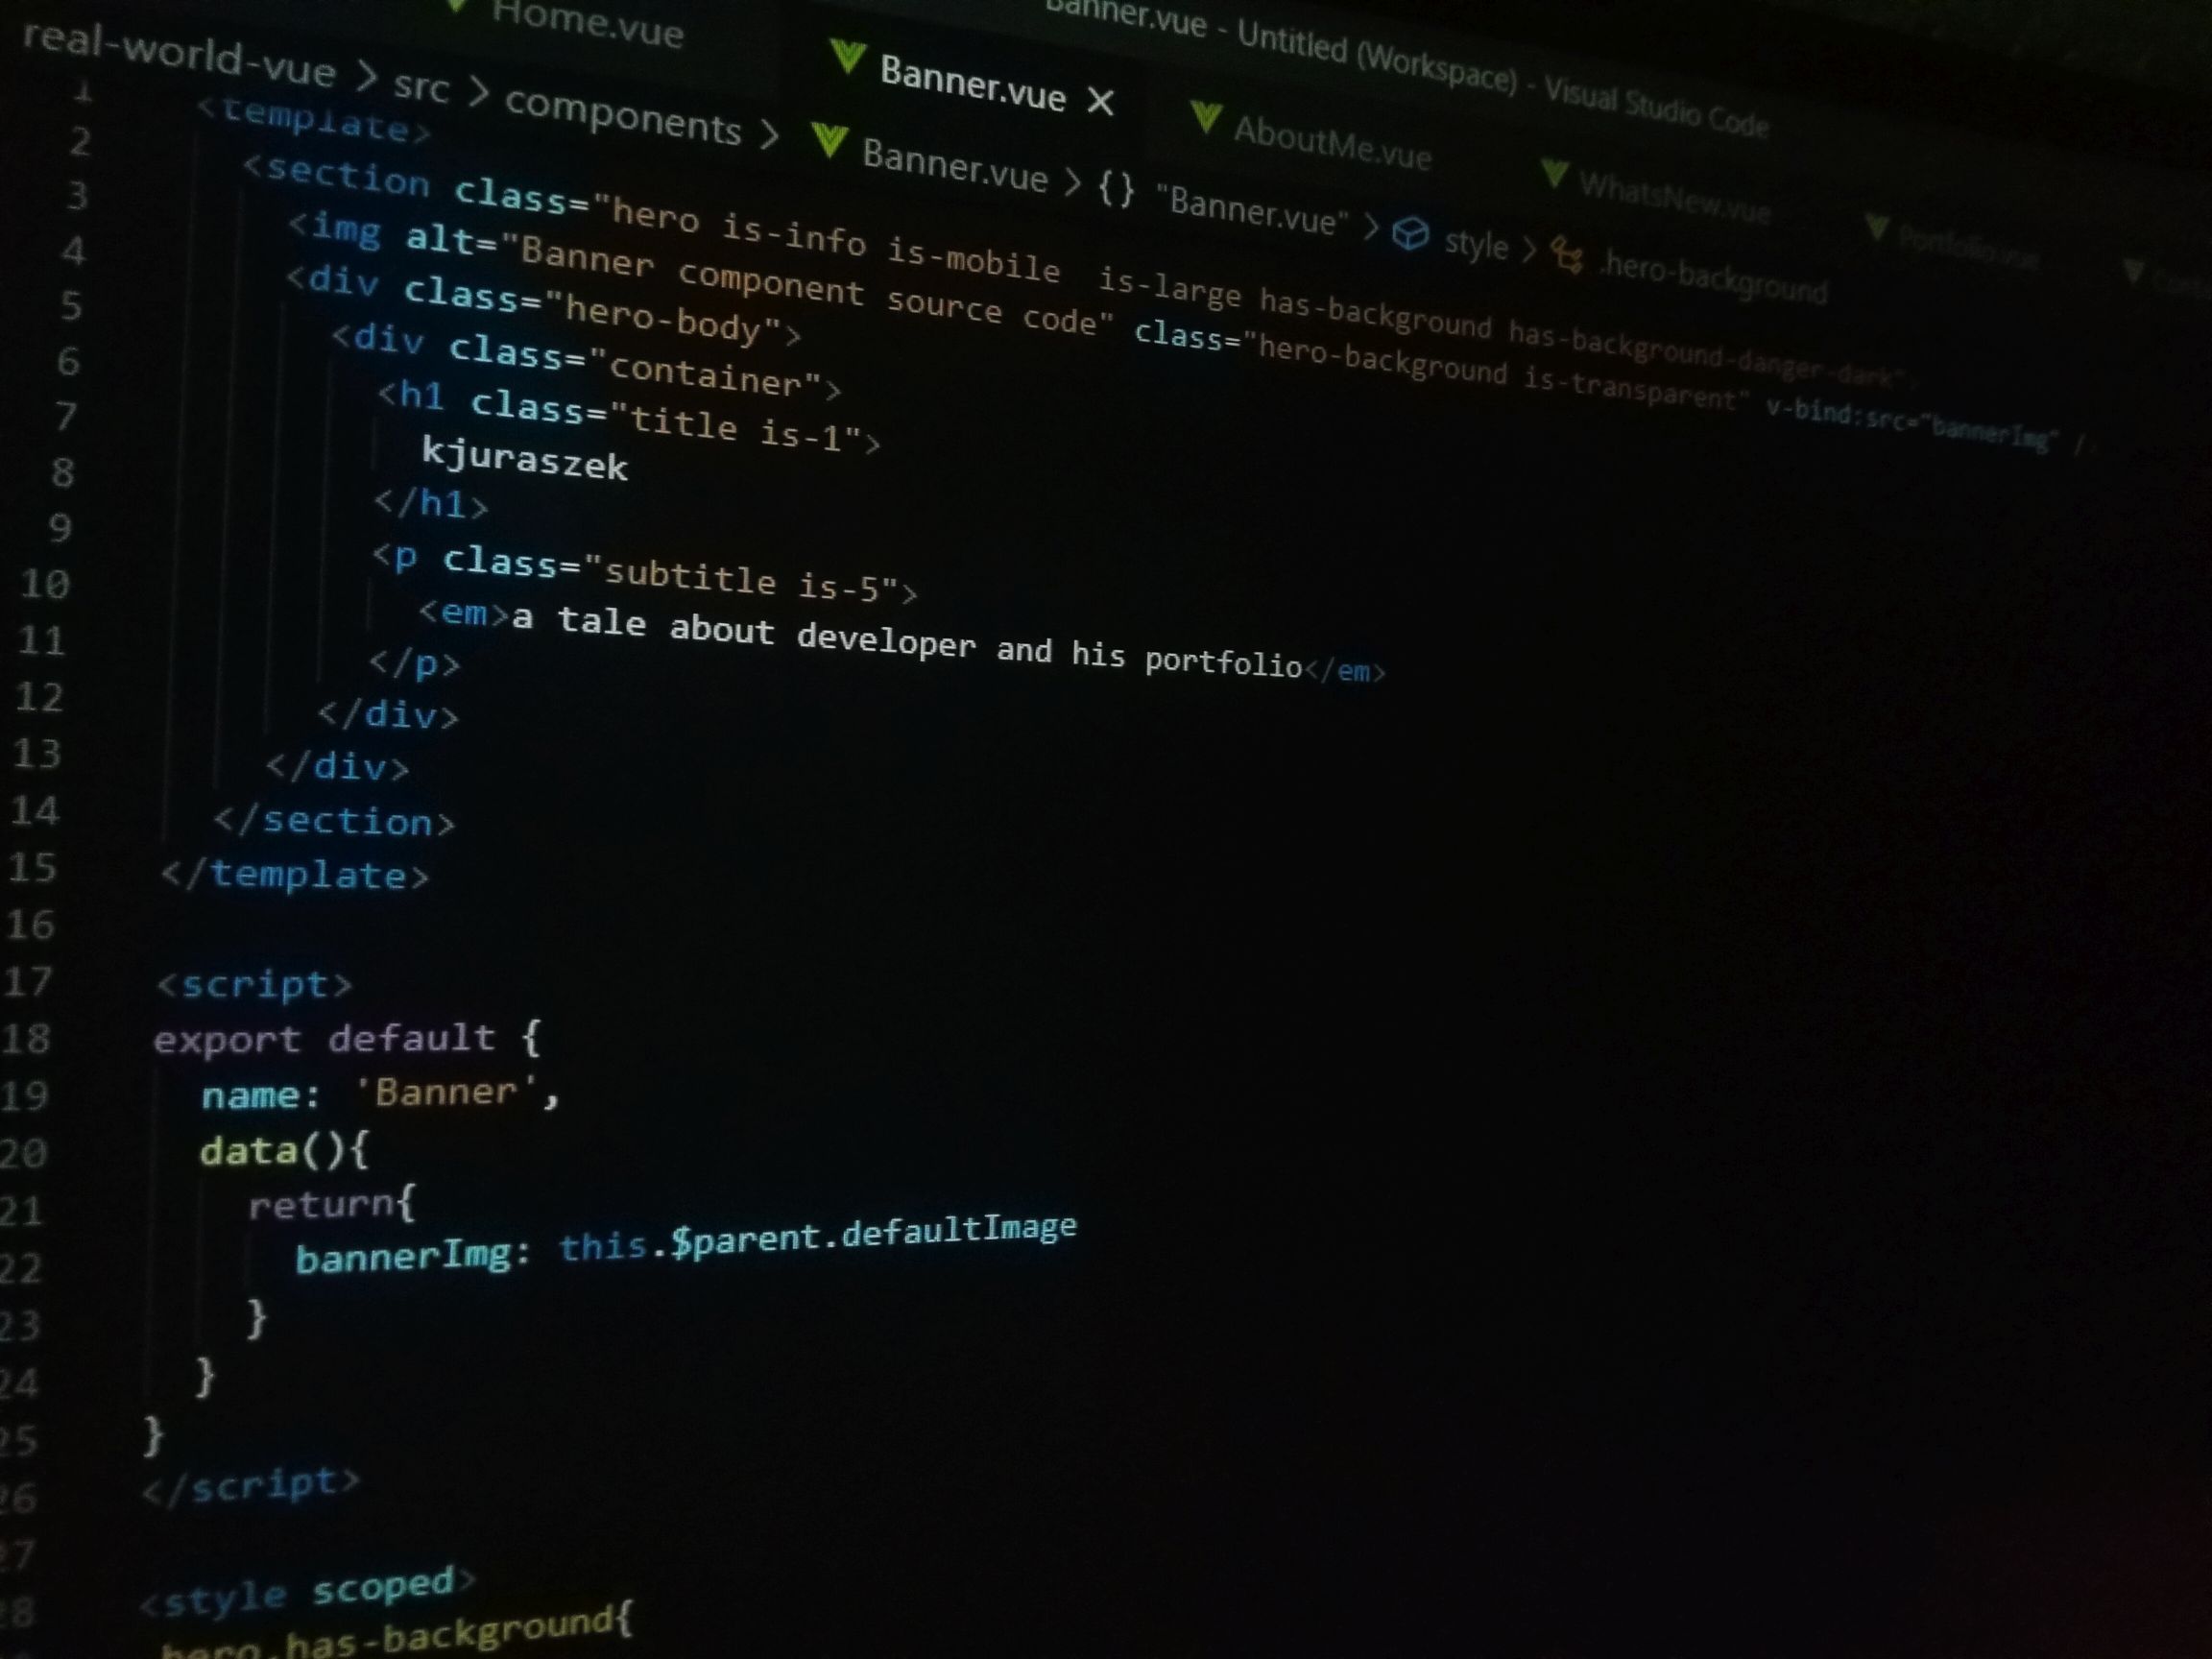 Banner.vue - Untitled (Workspace) - Visual Studio Code
Home.vue
Banner.vue ×
AboutMe.vue
WhatsNew.vue
Portfolio.vue
real-world-vue > src > components > Banner.vue > {} "Banner.vue" > style > .hero-background
1 <template>
2 <section class="hero is-info is-mobile  is-large has-background has-background-danger-dark">
3 <img alt="Banner component source code" class="hero-background is-transparent" v-bind:src="bannerImg" /
4 <div class="hero-body">
5 <div class="container">
6 <h1 class="title is-1">
7 kjuraszek
8 </h1>
9 <p class="subtitle is-5">
10 <em>a tale about developer and his portfolio</em>
11 </p>
12 </div>
13 </div>
14 </section>
15 </template>
16
17 <script>
18 export default {
19 name: 'Banner',
20 data(){
21 return{
22 bannerImg: this.$parent.defaultImage
23 }
24 }
25 }
26 </script>
27
28 <style scoped>
hero.has-background{